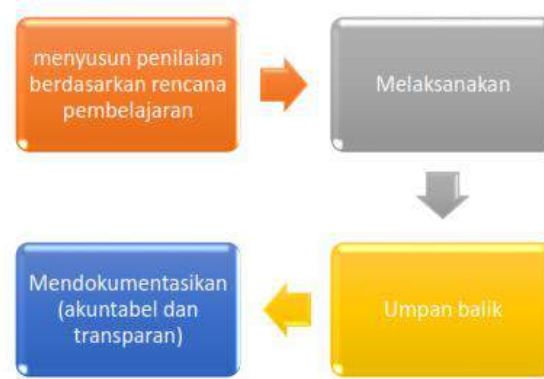 menyusun penilaian
berdasarkan rencana
pembelajaran
Melaksanakan
Umpan balik
Mendokumentasikan
(akuntabel dan
transparan)